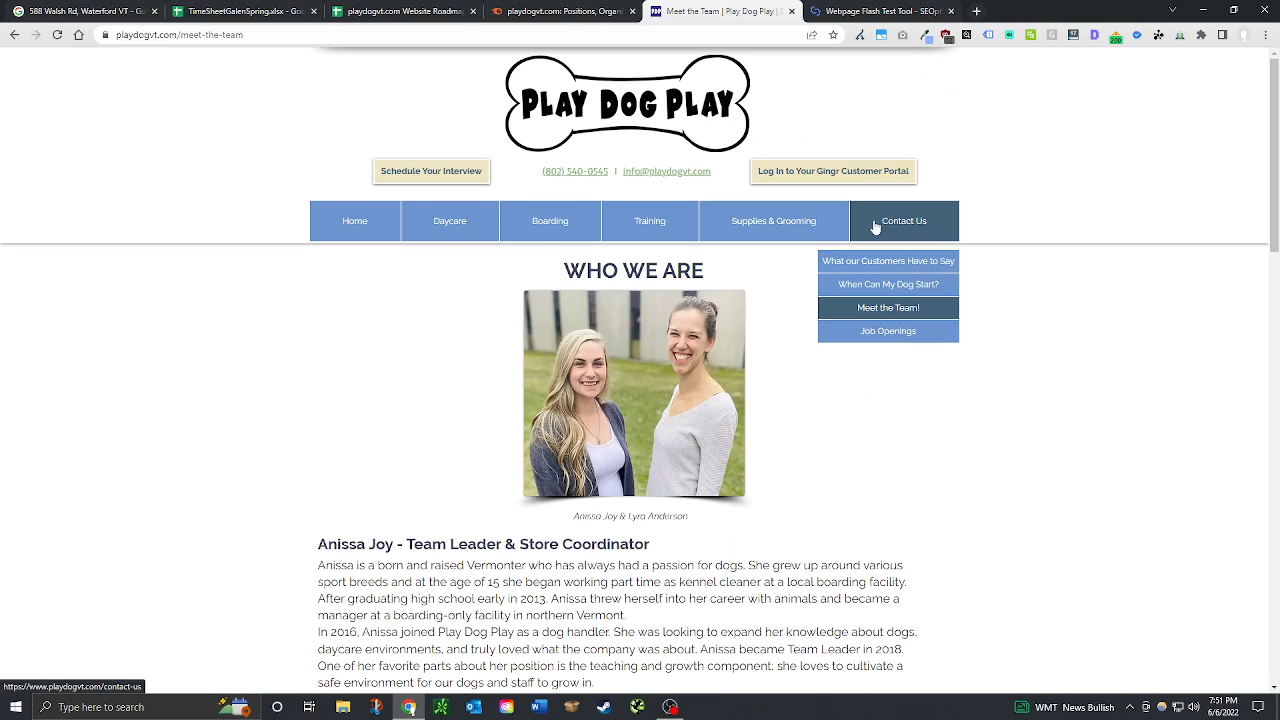 588 Walsh Rd, Waterford VT - Go
TimeSheetGalenSpring.xlsx - Go
playdogvt.com Website Roadma
playdogvt.com: Positions, Organ
Meet the Team | Play Dog Play |
Webpage Flash Test Tool - SEO
playdogvt.com/meet-the-team
PLAY DOG PLAY
Schedule Your Interview
(802) 540-0545 | info@playdogvt.com
Log In to Your Gingr Customer Portal
Home
Daycare
Boarding
Training
Supplies & Grooming
Contact Us
What our Customers Have to Say
When Can My Dog Start?
Meet the Team!
Job Openings
WHO WE ARE
Anissa Joy & Lyra Anderson
Anissa Joy - Team Leader & Store Coordinator
Anissa is a born and raised Vermonter who has always had a passion for dogs. She grew up around various
sport breeds and at the age of 15 she began working part time as kennel cleaner at a local boarding facility.
After graduating high school early in 2013, Anissa threw herself into her career with animals and became a
manager at a boarding-only facility in northern Vermont.
In 2016, Anissa joined Play Dog Play as a dog handler. She was looking to expand her knowledge about dogs,
daycare environments, and truly loved what the company was about. Anissa became Team Leader in 2018.
One of her favorite parts about her position is the teaching and growth component; she loves to cultivate a
safe environment for our dogs and staff to grow in.
https://www.playdogvt.com/contact-us
Type here to search
WMT News Bullish
7:51 PM
6/6/2022